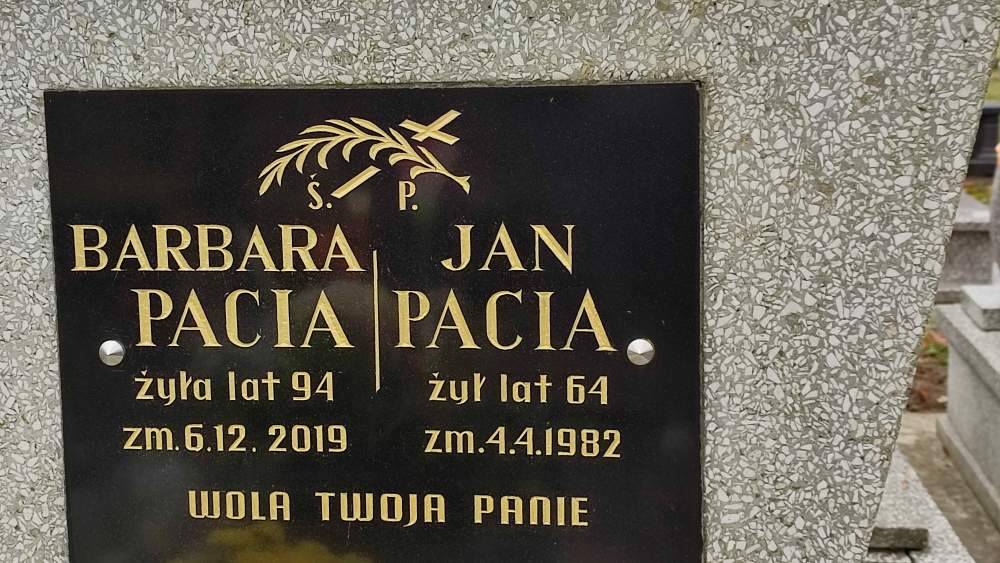 Ś. P.
BARBARA JAN
PACIA PACIA
żyła lat 94 żył lat 64
zm.6.12.2019 zm.4.4.1982
WOLA TWOJA PANIE